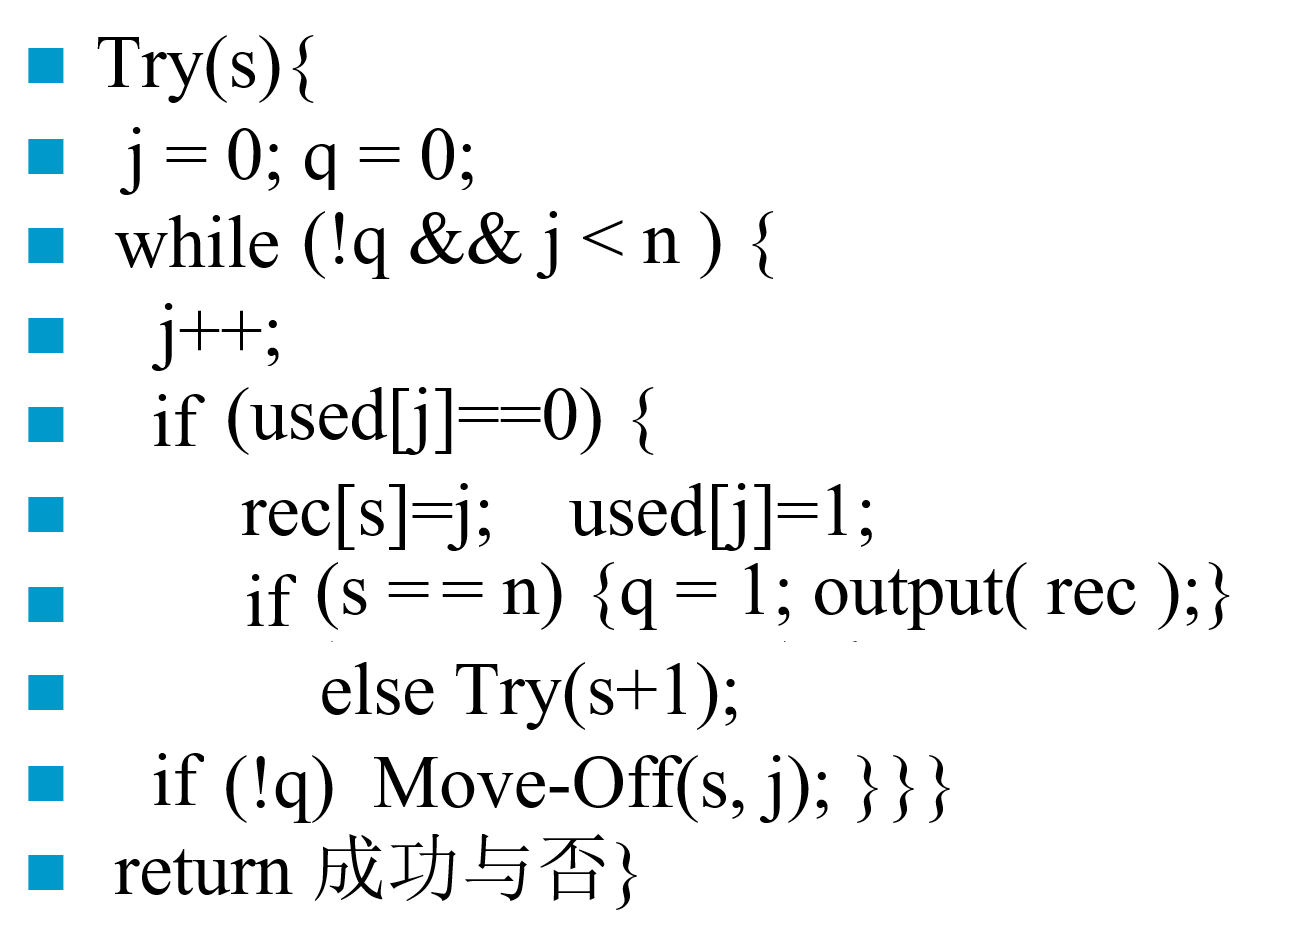 Try(s){
j = 0; q = 0;
while (!q && j < n ) {
j++;
if (used[j]==0) {
rec[s]=j; used[j]=1;
if (s == n) {q = 1; output( rec );}
else Try(s+1);
if (!q) Move-Off(s, j); }}}
return 成功与否}